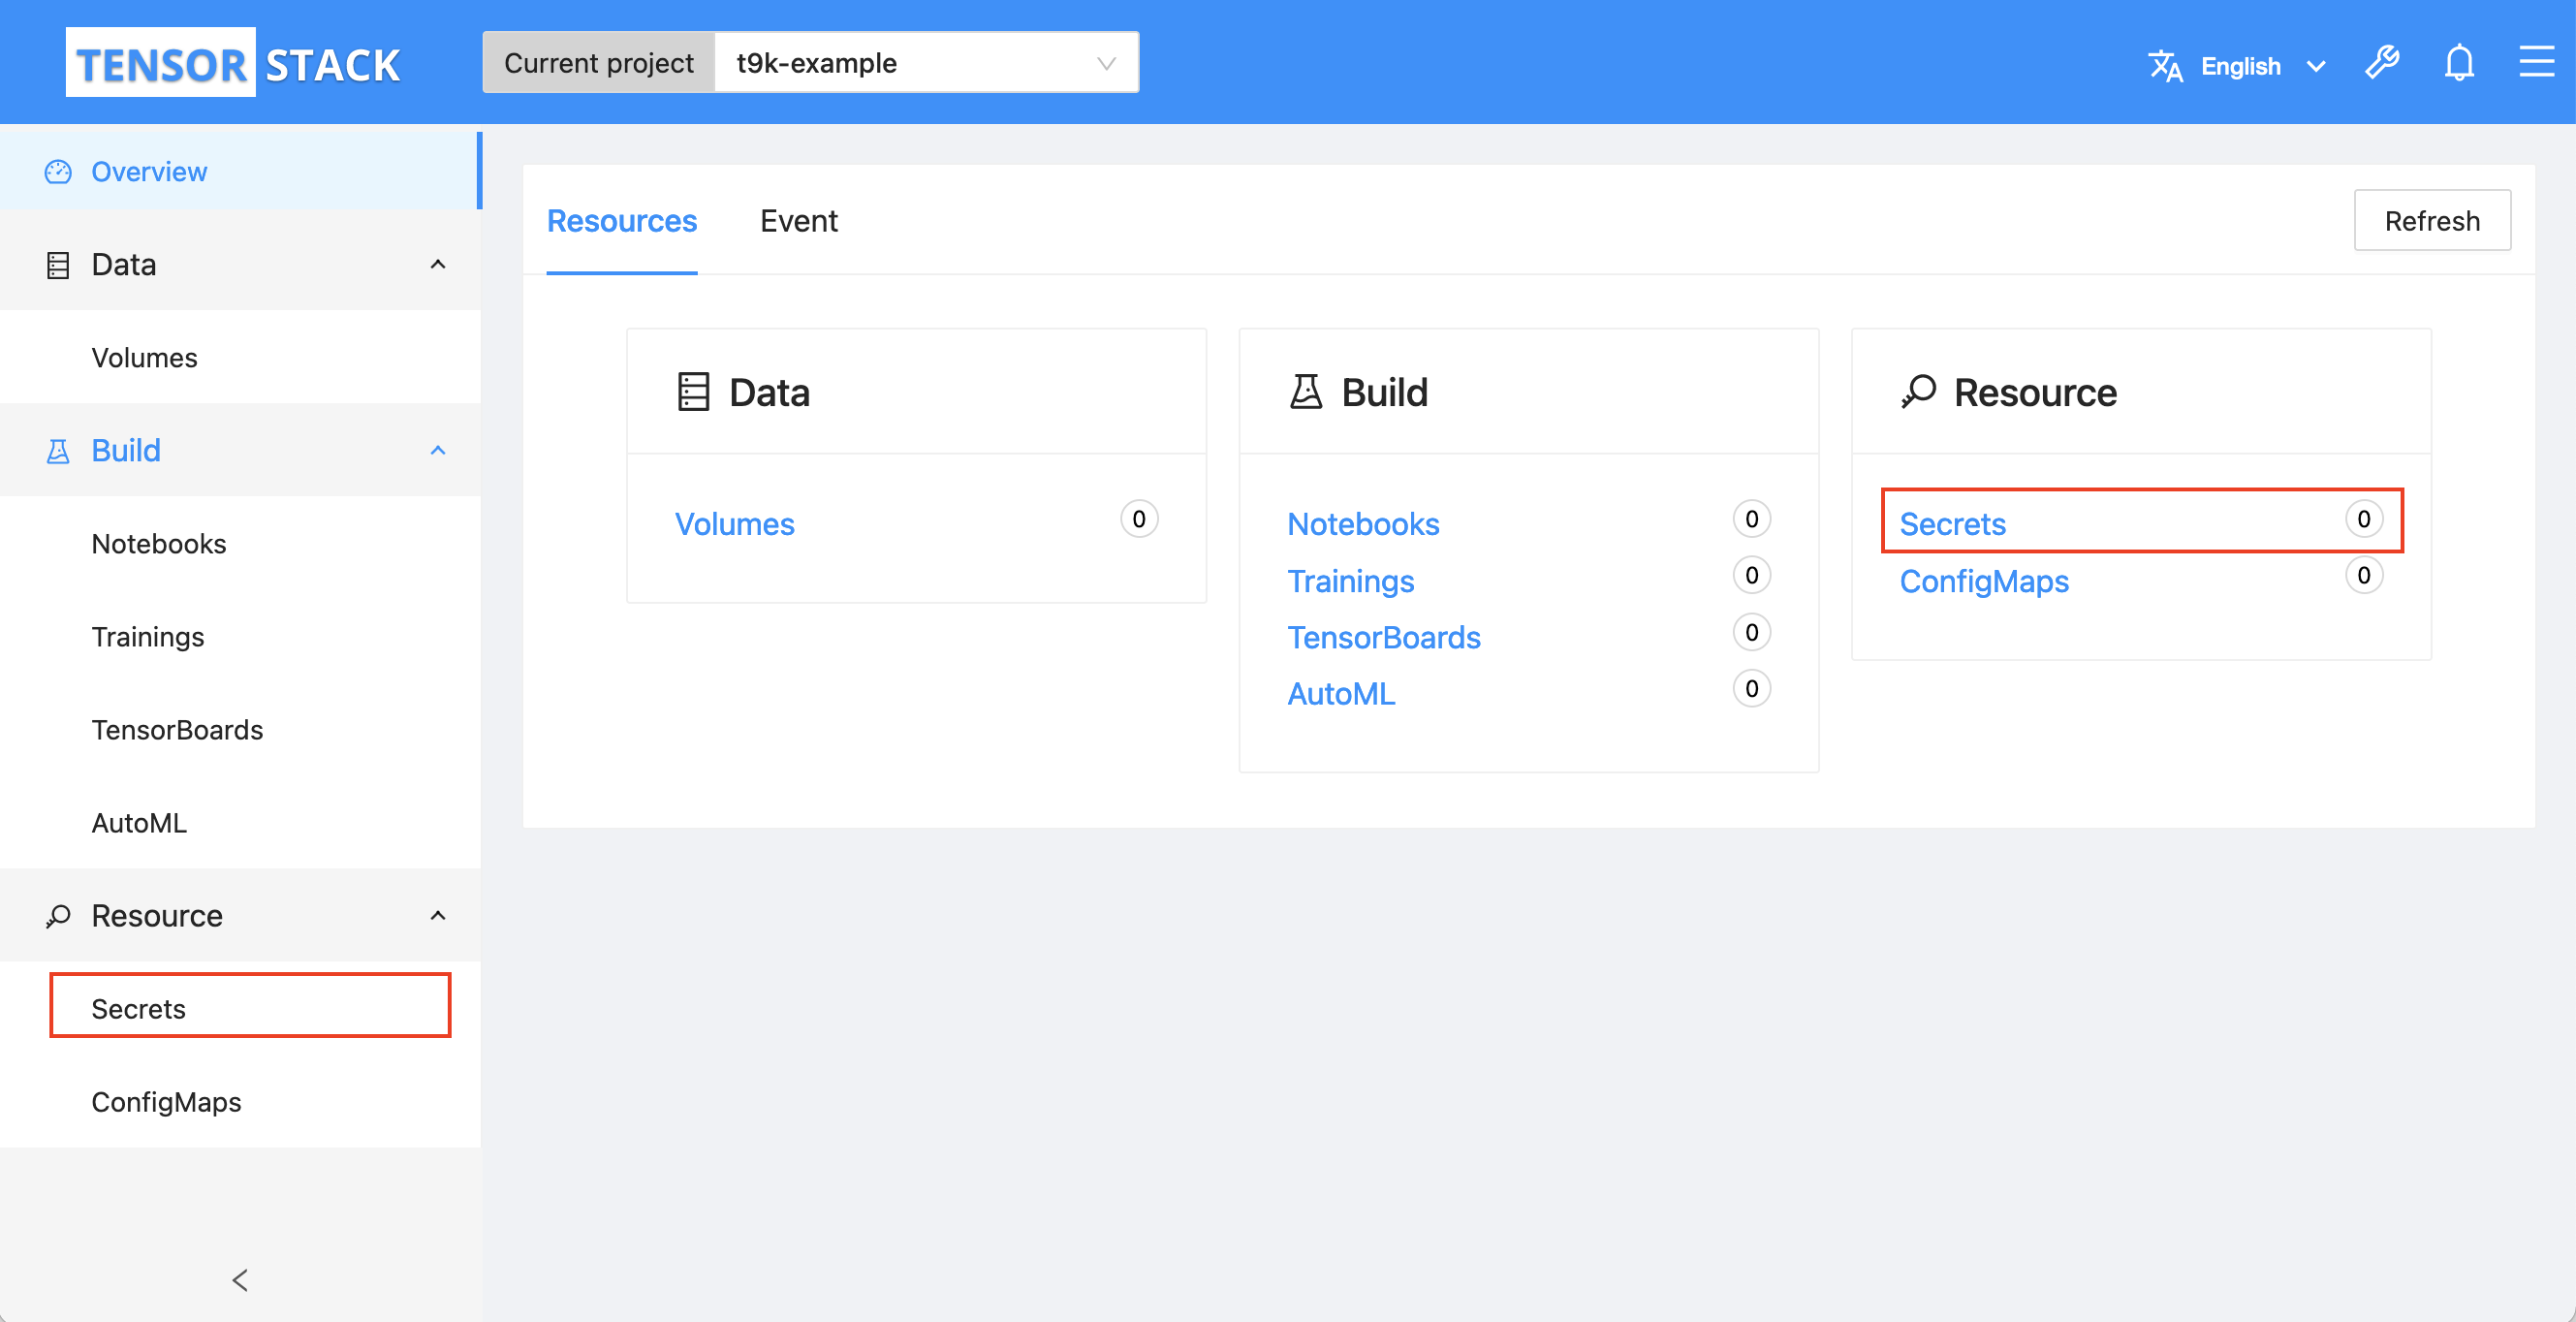 TENSOR STACK
Current project t9k-example
English
Overview
Data
Volumes
Build
Notebooks
Trainings
TensorBoards
AutoML
Resource
Secrets
ConfigMaps
Resources Event
Refresh
Data
Volumes 0
Build
Notebooks 0
Trainings 0
TensorBoards 0
AutoML 0
Resource
Secrets 0
ConfigMaps 0